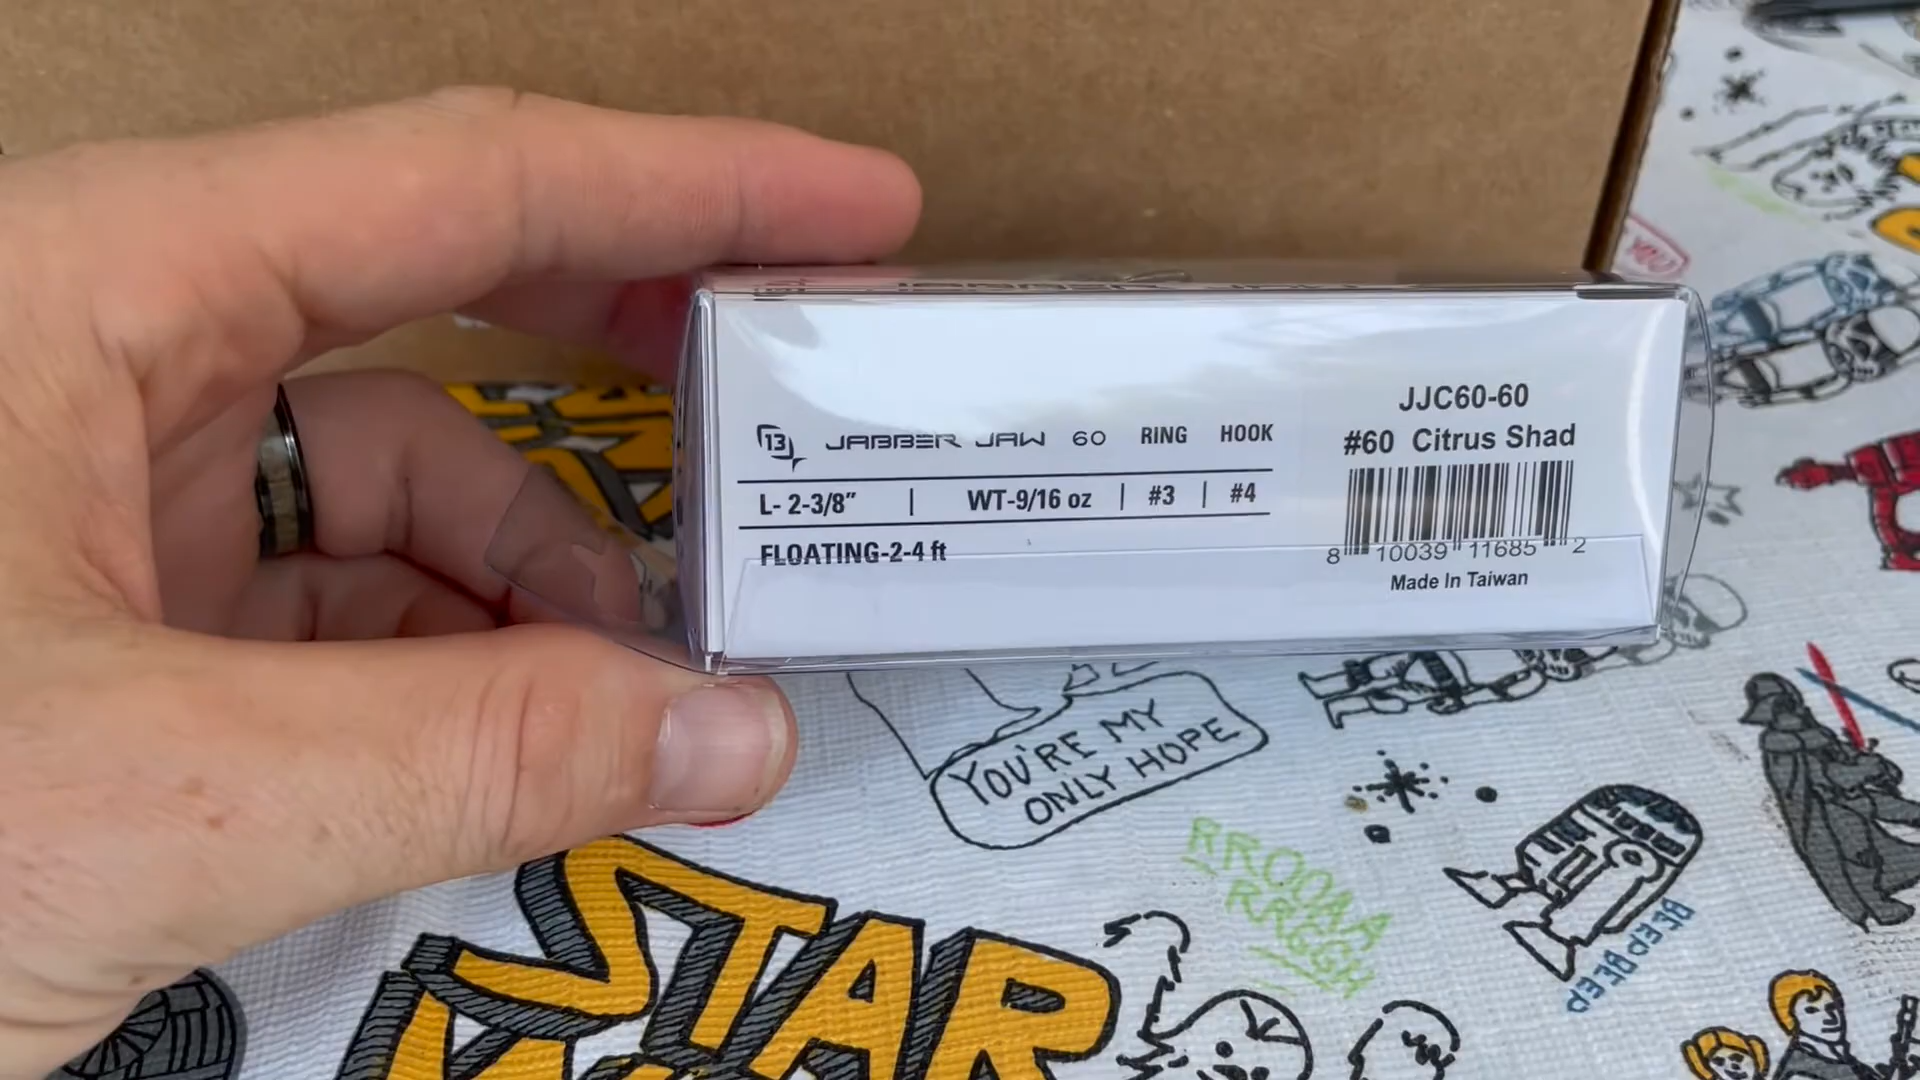 13 JABBER JAW 60 RING HOOK
L- 2-3/8" | WT-9/16 oz | #3 | #4
FLOATING-2-4 ft
JJC60-60
#60 Citrus Shad
8 10039 11685 2
Made In Taiwan
YOU'RE MY
ONLY HOPE
RROOAA
RRGGH
BEEP BEEP
STAR